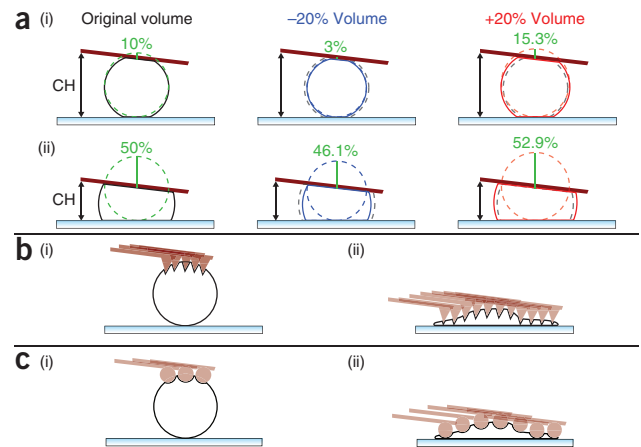 a (i) Original volume –20% Volume +20% Volume
10% 3% 15.3%
CH
(ii) 50% 46.1% 52.9%
CH
b (i) (ii)
c (i) (ii)